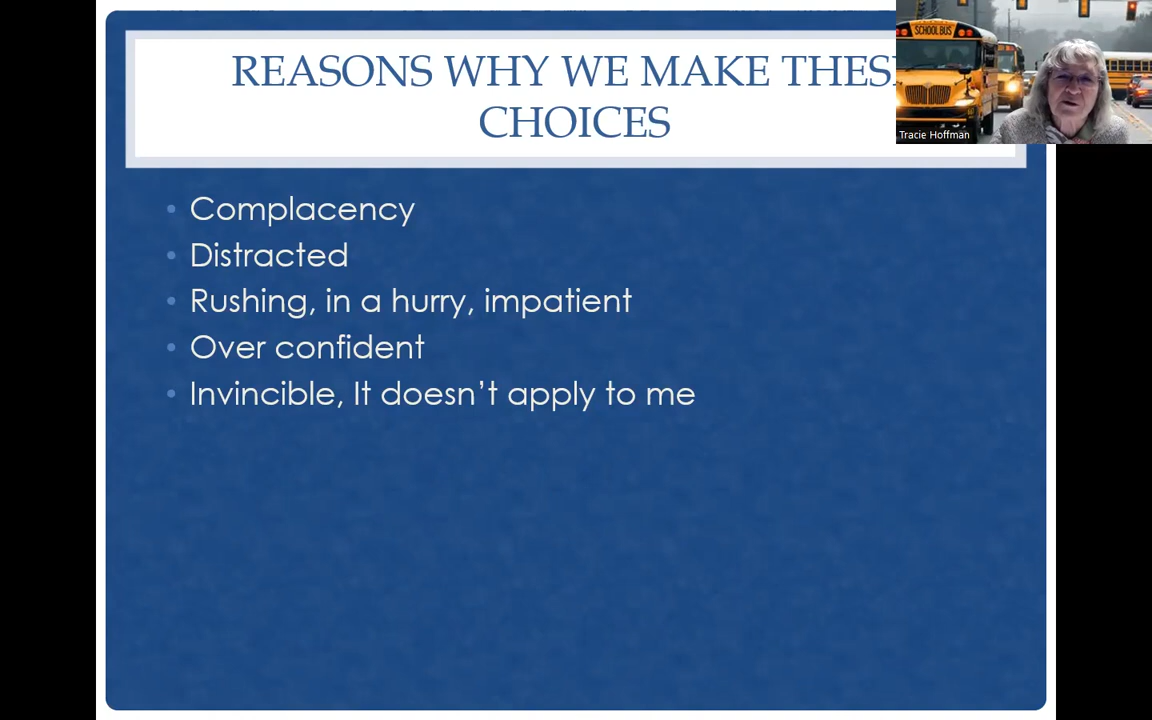 REASONS WHY WE MAKE THESE
CHOICES
• Complacency
• Distracted
• Rushing, in a hurry, impatient
• Over confident
• Invincible, It doesn't apply to me
SCHOOL BUS
Tracie Hoffman